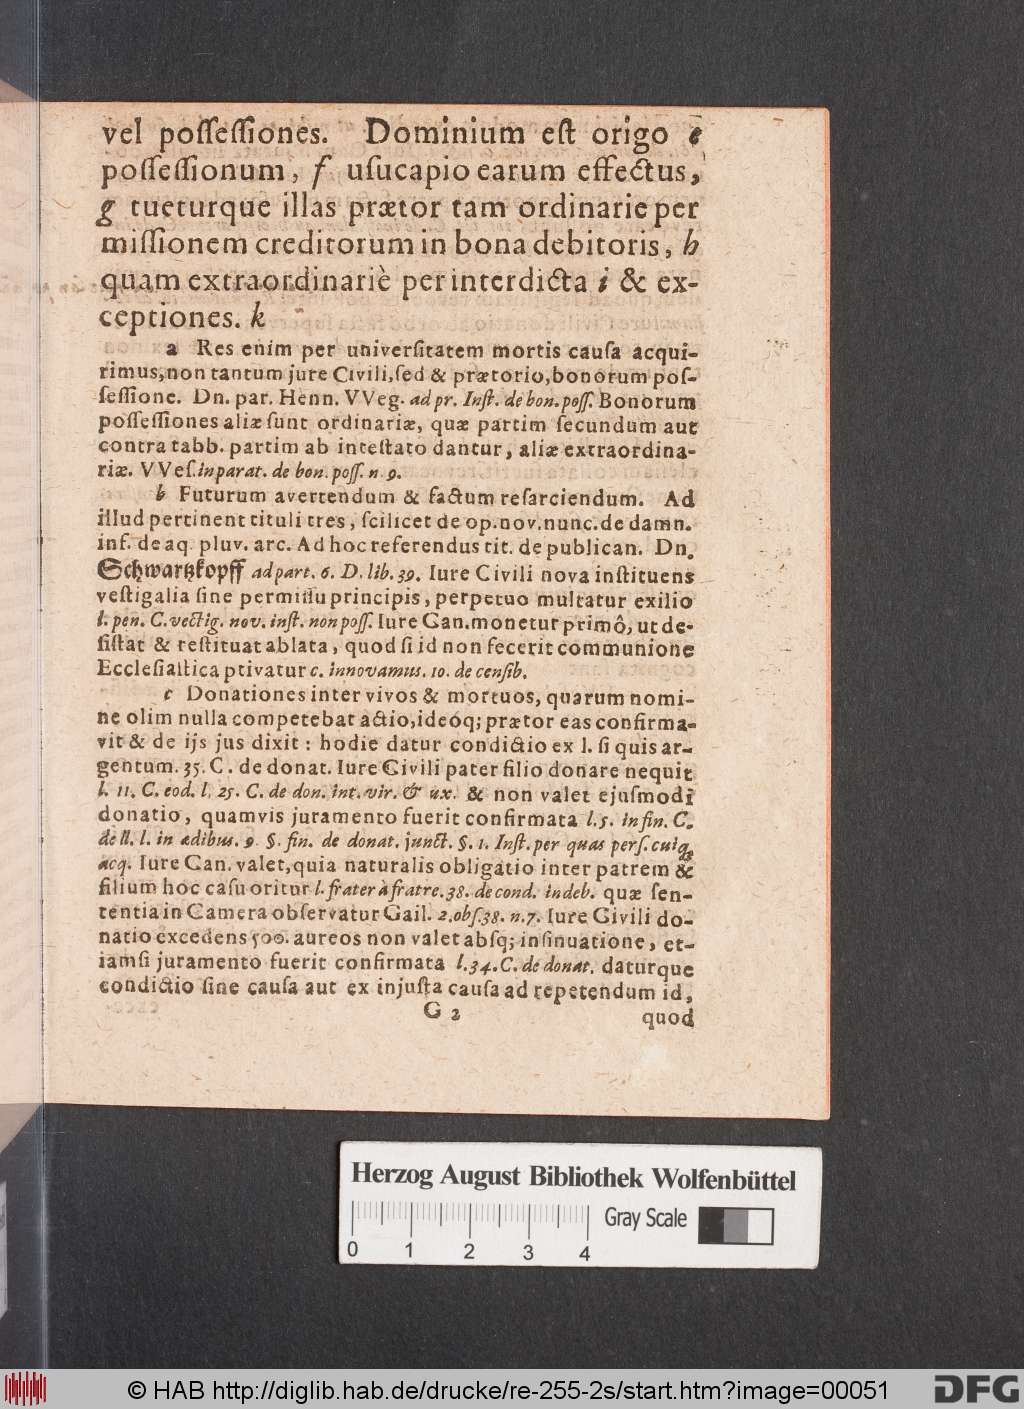 vel poſſeſſiones. Dominium eſt origo e
poſſeſſionum, f uſucapio earum effectus,
g tueturque illas prætor tam ordinarie per
miſſionem creditorum in bona debitoris, h
quam extraordinariè per interdicta i & ex-
ceptiones. k
a Res enim per univerſitatem mortis cauſa acqui-
rimus, non tantum jure Civili, ſed & prætorio, bonorum poſ-
ſeſſione. Dn. par. Henn. VVeg. ad pr. Inſt. de bon. poſſ. Bonorum
poſſeſſiones aliæ ſunt ordinariæ, quæ partim ſecundum aut
contra tabb. partim ab inteſtato dantur, aliæ extraordina-
riæ. VVeſ. in parat. de bon. poſſ. n. 9.
b Futurum avertendum & factum reſarciendum. Ad
illud pertinent tituli tres, ſcilicet de op. nov. nunc. de damn.
inf. de aq. pluv. arc. Ad hoc referendus tit. de publican. Dn.
Schwartzkopff ad part. 6. D. lib. 39. Iure Civili nova inſtituens
veſtigalia ſine permiſſu principis, perpetuo multatur exilio
l. pen. C. vectig. nov. inſt. non poſſ. Iure Can. monetur primô, ut de-
ſiſtat & reſtituat ablata, quod ſi id non fecerit communione
Eccleſiaſtica privatur c. innovamus. 10. de cenſib.
c Donationes inter vivos & mortuos, quarum nomi-
ne olim nulla competebat actio, ideóq; prætor eas confirma-
vit & de ijs jus dixit: hodie datur condictio ex l. ſi quis ar-
gentum. 35. C. de donat. Iure Civili pater filio donare nequit
l. 11. C. eod. l. 25. C. de don. int. vir. & ux. & non valet ejuſmodi
donatio, quamvis juramento fuerit confirmata l. 5. in fin. C.
de ll. l. in ædibus. 9. §. fin. de donat. junct. §. 1. Inſt. per quas perſ. cuiq;
acq. Iure Can. valet, quia naturalis obligatio inter patrem &
filium hoc caſu oritur l. frater à fratre. 38. de cond. indeb. quæ ſen-
tentia in Camera obſervatur Gail. 2. obſ. 38. n. 7. Iure Civili do-
natio excedens 500. aureos non valet abſq; inſinuatione, et-
iamſi juramento fuerit confirmata l. 34. C. de donat. daturque
condictio ſine cauſa aut ex injuſta cauſa ad repetendum id,
G 2 quod
Herzog August Bibliothek Wolfenbüttel
Gray Scale
0 1 2 3 4
© HAB http://diglib.hab.de/drucke/re-255-2s/start.htm?image=00051
DFG